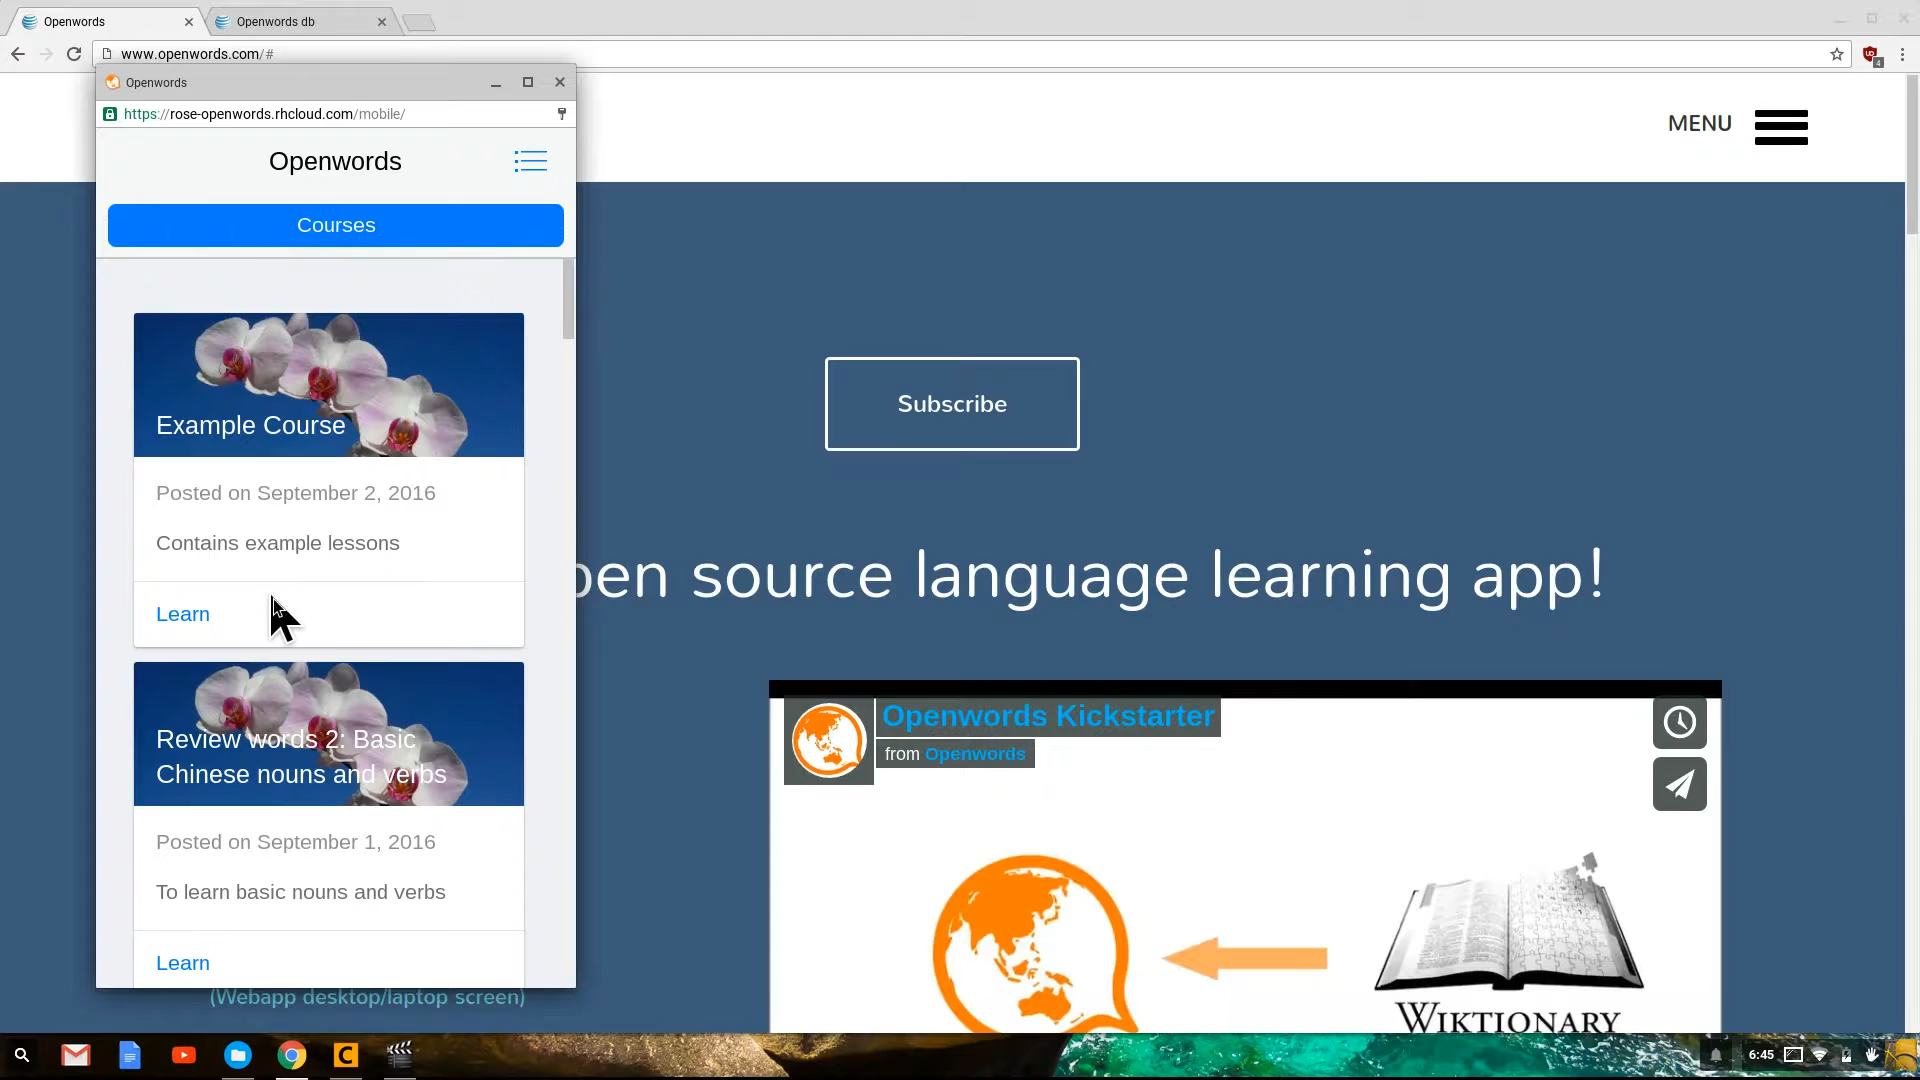 Openwords
Openwords db
www.openwords.com/#
Openwords
https://rose-openwords.rhcloud.com/mobile/
MENU
Openwords
Courses
Example Course
Subscribe
Posted on September 2, 2016
Contains example lessons
pen source language learning app!
Learn
Openwords Kickstarter
from Openwords
Review words 2: Basic
Chinese nouns and verbs
Posted on September 1, 2016
To learn basic nouns and verbs
Learn
(Webapp desktop/laptop screen)
WIKTIONARY
4
C
6:45